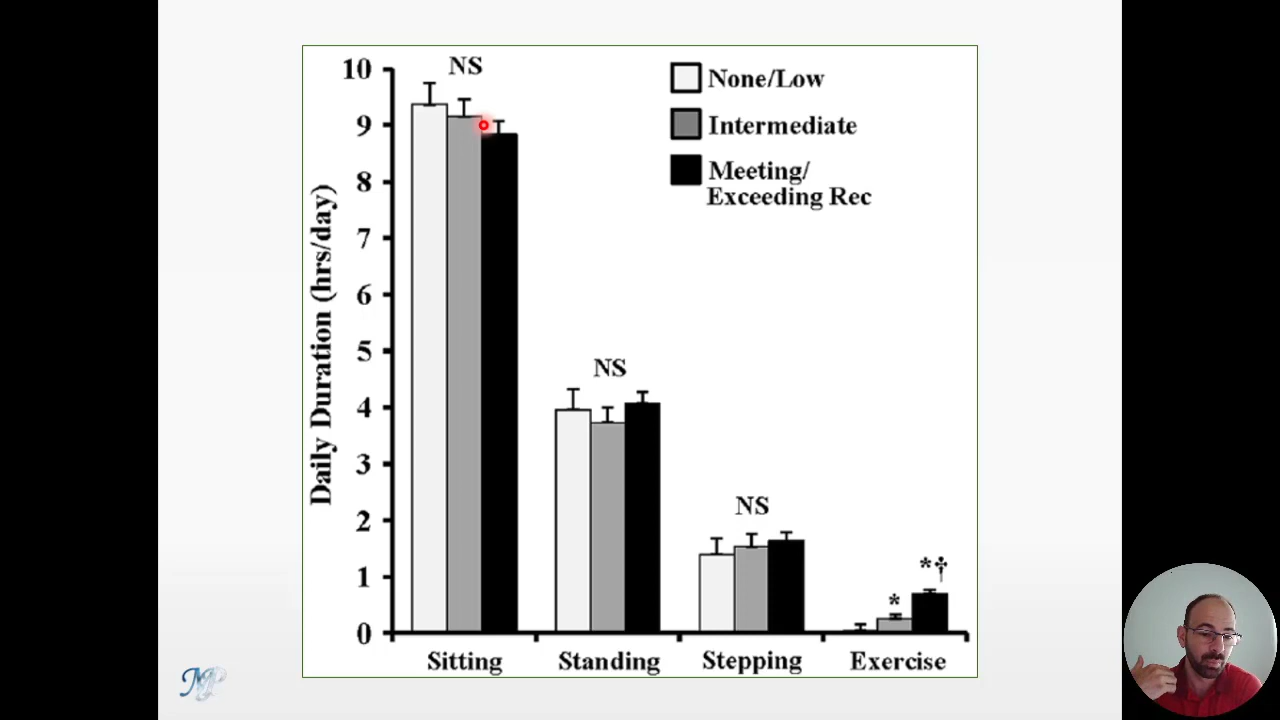 10
9
8
7
6
5
4
3
2
1
0
Daily Duration (hrs/day)
NS
NS
NS
*
*†
None/Low
Intermediate
Meeting/
Exceeding Rec
Sitting
Standing
Stepping
Exercise